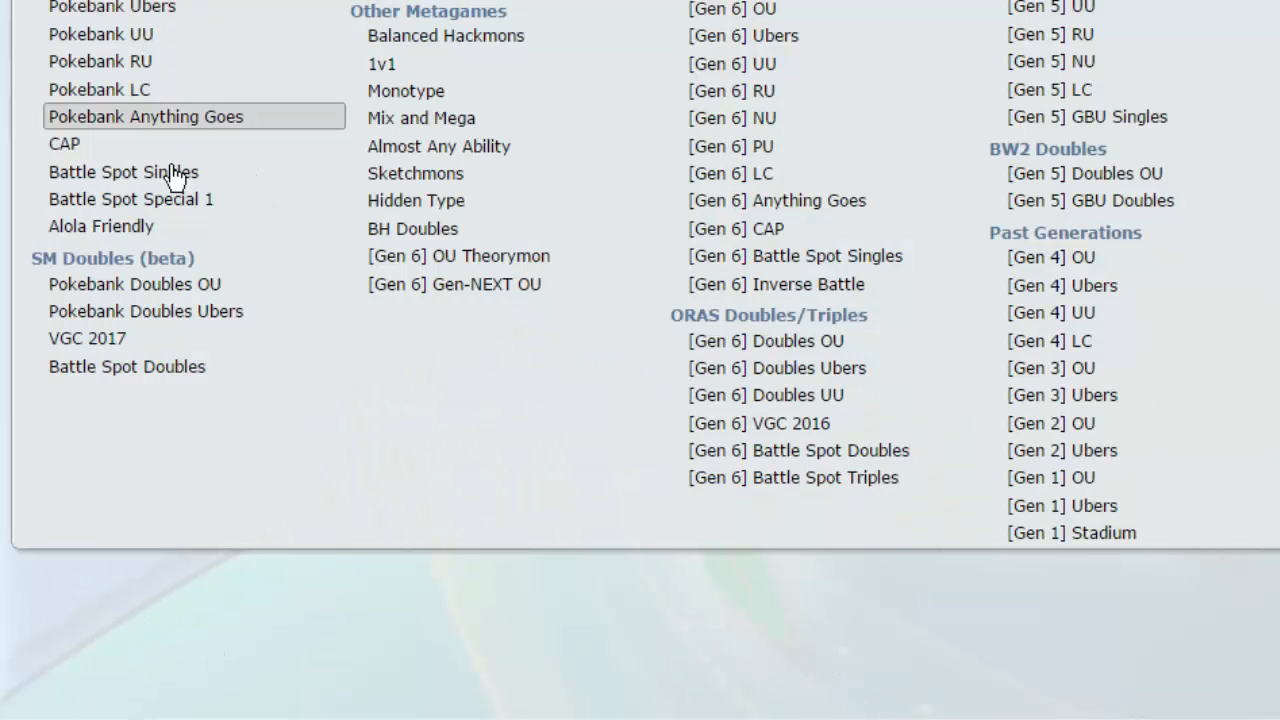 Pokebank Ubers
Pokebank UU
Pokebank RU
Pokebank LC
Pokebank Anything Goes
CAP
Battle Spot Singles
Battle Spot Special 1
Alola Friendly
SM Doubles (beta)
Pokebank Doubles OU
Pokebank Doubles Ubers
VGC 2017
Battle Spot Doubles
Other Metagames
Balanced Hackmons
1v1
Monotype
Mix and Mega
Almost Any Ability
Sketchmons
Hidden Type
BH Doubles
[Gen 6] OU Theorymon
[Gen 6] Gen-NEXT OU
[Gen 6] OU
[Gen 6] Ubers
[Gen 6] UU
[Gen 6] RU
[Gen 6] NU
[Gen 6] PU
[Gen 6] LC
[Gen 6] Anything Goes
[Gen 6] CAP
[Gen 6] Battle Spot Singles
[Gen 6] Inverse Battle
ORAS Doubles/Triples
[Gen 6] Doubles OU
[Gen 6] Doubles Ubers
[Gen 6] Doubles UU
[Gen 6] VGC 2016
[Gen 6] Battle Spot Doubles
[Gen 6] Battle Spot Triples
[Gen 5] UU
[Gen 5] RU
[Gen 5] NU
[Gen 5] LC
[Gen 5] GBU Singles
BW2 Doubles
[Gen 5] Doubles OU
[Gen 5] GBU Doubles
Past Generations
[Gen 4] OU
[Gen 4] Ubers
[Gen 4] UU
[Gen 4] LC
[Gen 3] OU
[Gen 3] Ubers
[Gen 2] OU
[Gen 2] Ubers
[Gen 1] OU
[Gen 1] Ubers
[Gen 1] Stadium